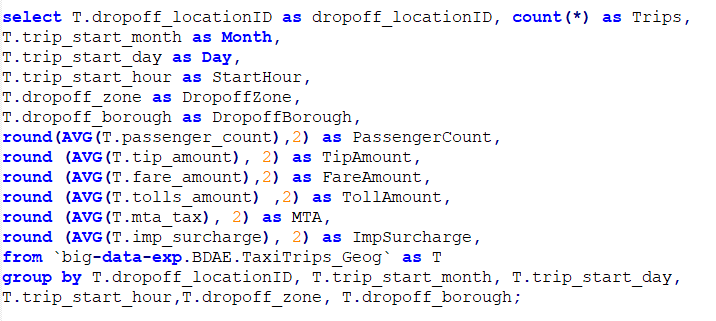 select T.dropoff_locationID as dropoff_locationID, count(*) as Trips,
T.trip_start_month as Month,
T.trip_start_day as Day,
T.trip_start_hour as StartHour,
T.dropoff_zone as DropoffZone,
T.dropoff_borough as DropoffBorough,
round(AVG(T.passenger_count),2) as PassengerCount,
round (AVG(T.tip_amount), 2) as TipAmount,
round (AVG(T.fare_amount),2) as FareAmount,
round (AVG(T.tolls_amount) ,2) as TollAmount,
round (AVG(T.mta_tax), 2) as MTA,
round (AVG(T.imp_surcharge), 2) as ImpSurcharge,
from `big-data-exp.BDAE.TaxiTrips_Geog` as T
group by T.dropoff_locationID, T.trip_start_month, T.trip_start_day,
T.trip_start_hour,T.dropoff_zone, T.dropoff_borough;